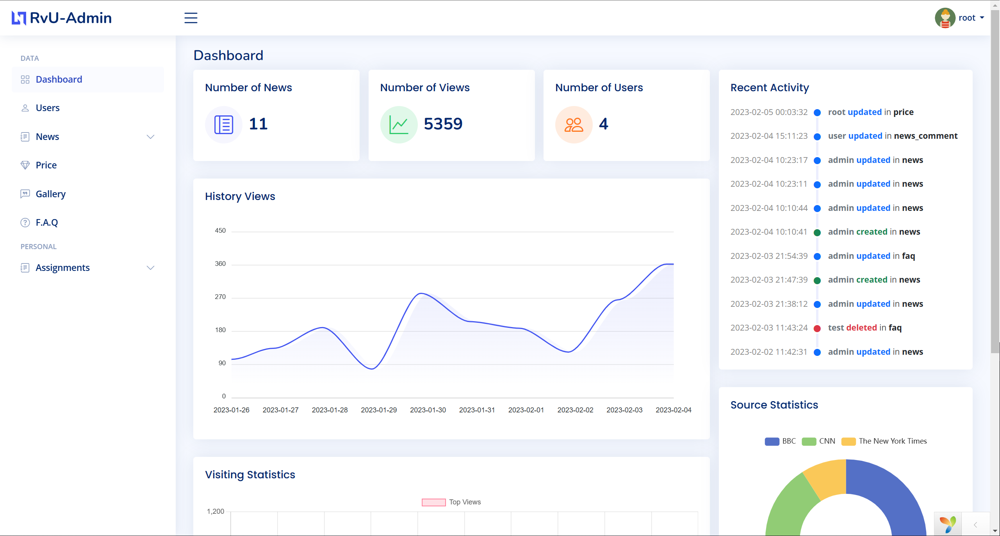 RvU-Admin
root
DATA
Dashboard
Users
News
Price
Gallery
F.A.Q
PERSONAL
Assignments
Dashboard
Number of News
11
Number of Views
5359
Number of Users
4
History Views
450
360
270
180
90
0
2023-01-26 2023-01-27 2023-01-28 2023-01-29 2023-01-30 2023-01-31 2023-02-01 2023-02-02 2023-02-03 2023-02-04
Visiting Statistics
Top Views
1,200
Recent Activity
2023-02-05 00:03:32 root updated in price
2023-02-04 15:11:23 user updated in news_comment
2023-02-04 10:23:17 admin updated in news
2023-02-04 10:23:11 admin updated in news
2023-02-04 10:10:44 admin updated in news
2023-02-04 10:10:41 admin created in news
2023-02-03 21:54:39 admin updated in faq
2023-02-03 21:47:39 admin created in news
2023-02-03 21:38:12 admin updated in news
2023-02-03 11:43:24 test deleted in faq
2023-02-02 11:42:31 admin updated in news
Source Statistics
BBC CNN The New York Times